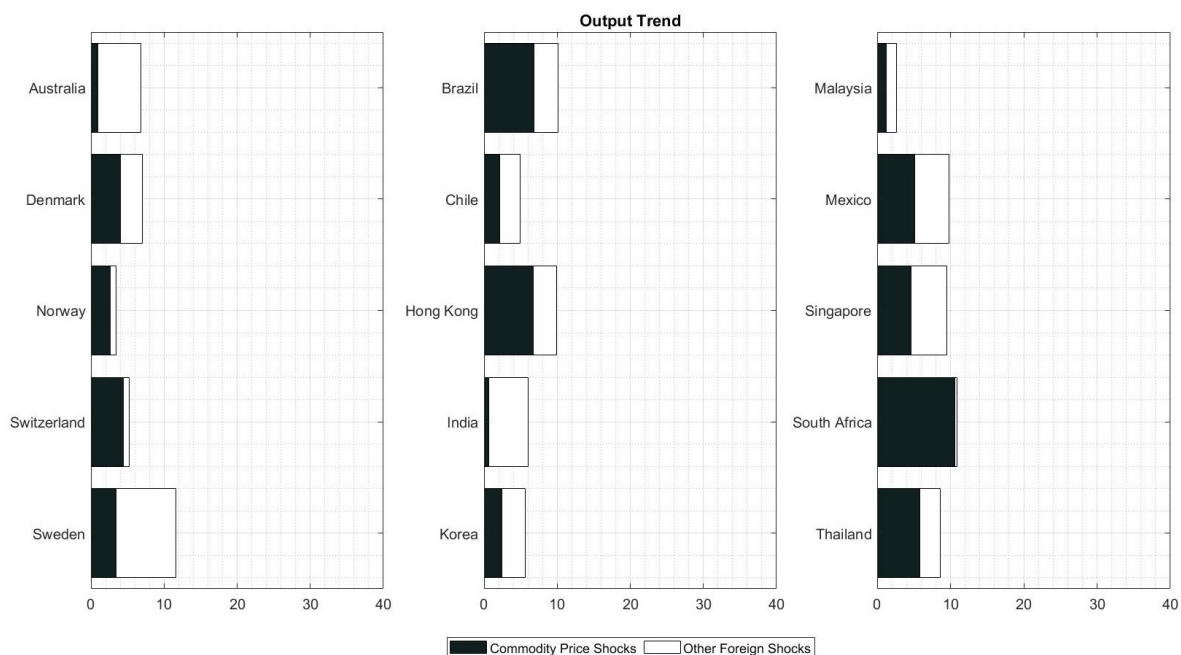 Output Trend
Australia
Denmark
Norway
Switzerland
Sweden
0 10 20 30 40
Brazil
Chile
Hong Kong
India
Korea
0 10 20 30 40
Malaysia
Mexico
Singapore
South Africa
Thailand
0 10 20 30 40
Commodity Price Shocks Other Foreign Shocks